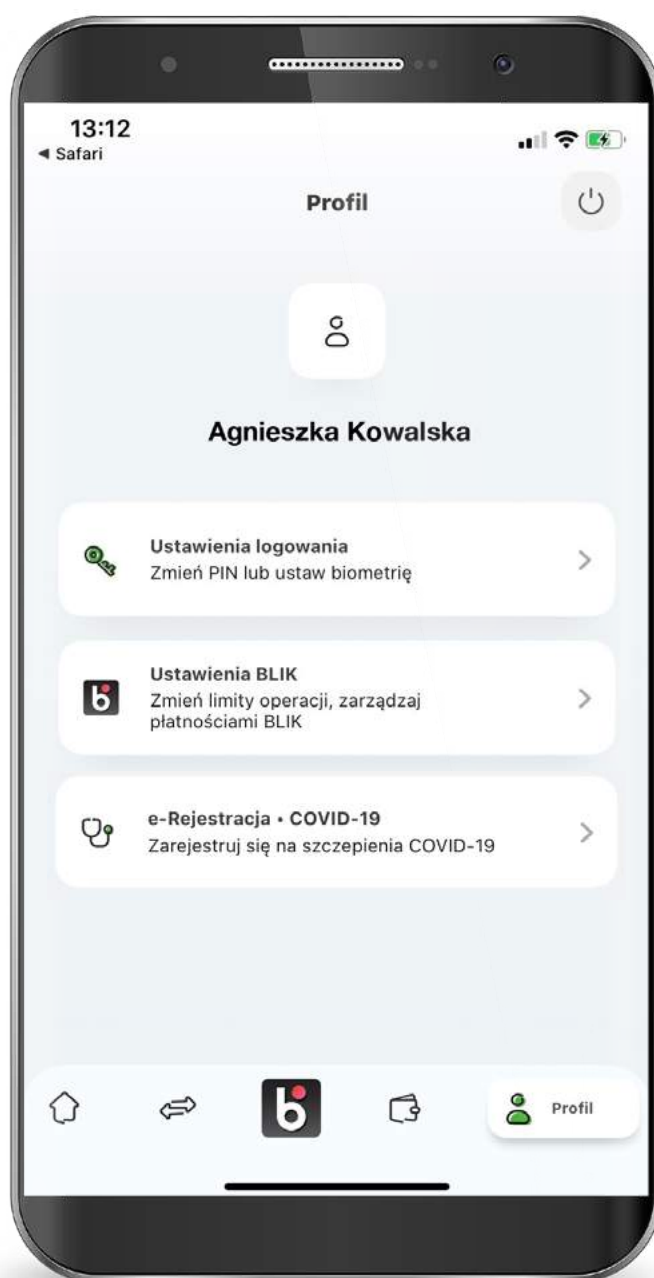 13:12
◀ Safari
Profil
Agnieszka Kowalska
Ustawienia logowania
Zmień PIN lub ustaw biometrię
Ustawienia BLIK
Zmień limity operacji, zarządzaj
płatnościami BLIK
e-Rejestracja • COVID-19
Zarejestruj się na szczepienia COVID-19
Profil